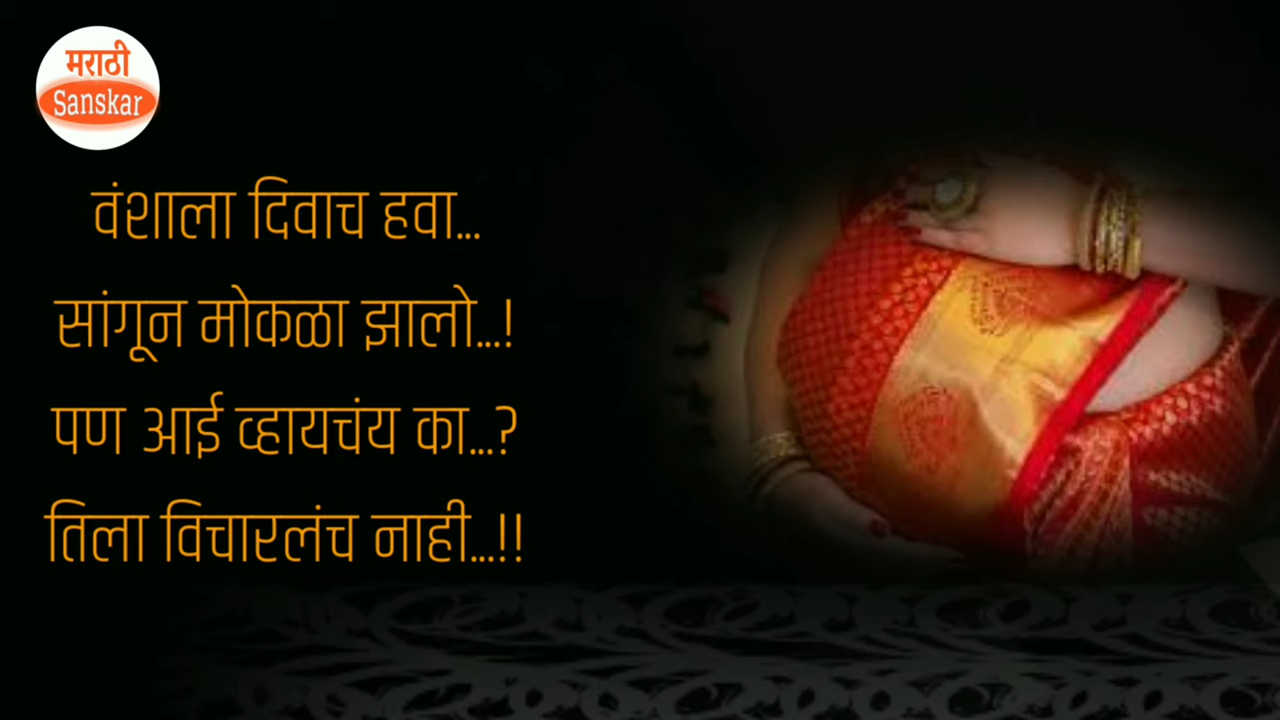 मराठी
Sanskar
वंशाला दिवाच हवा...
सांगून मोकळा झालो...!
पण आई व्हायचंय का...?
तिला विचारलंच नाही...!!